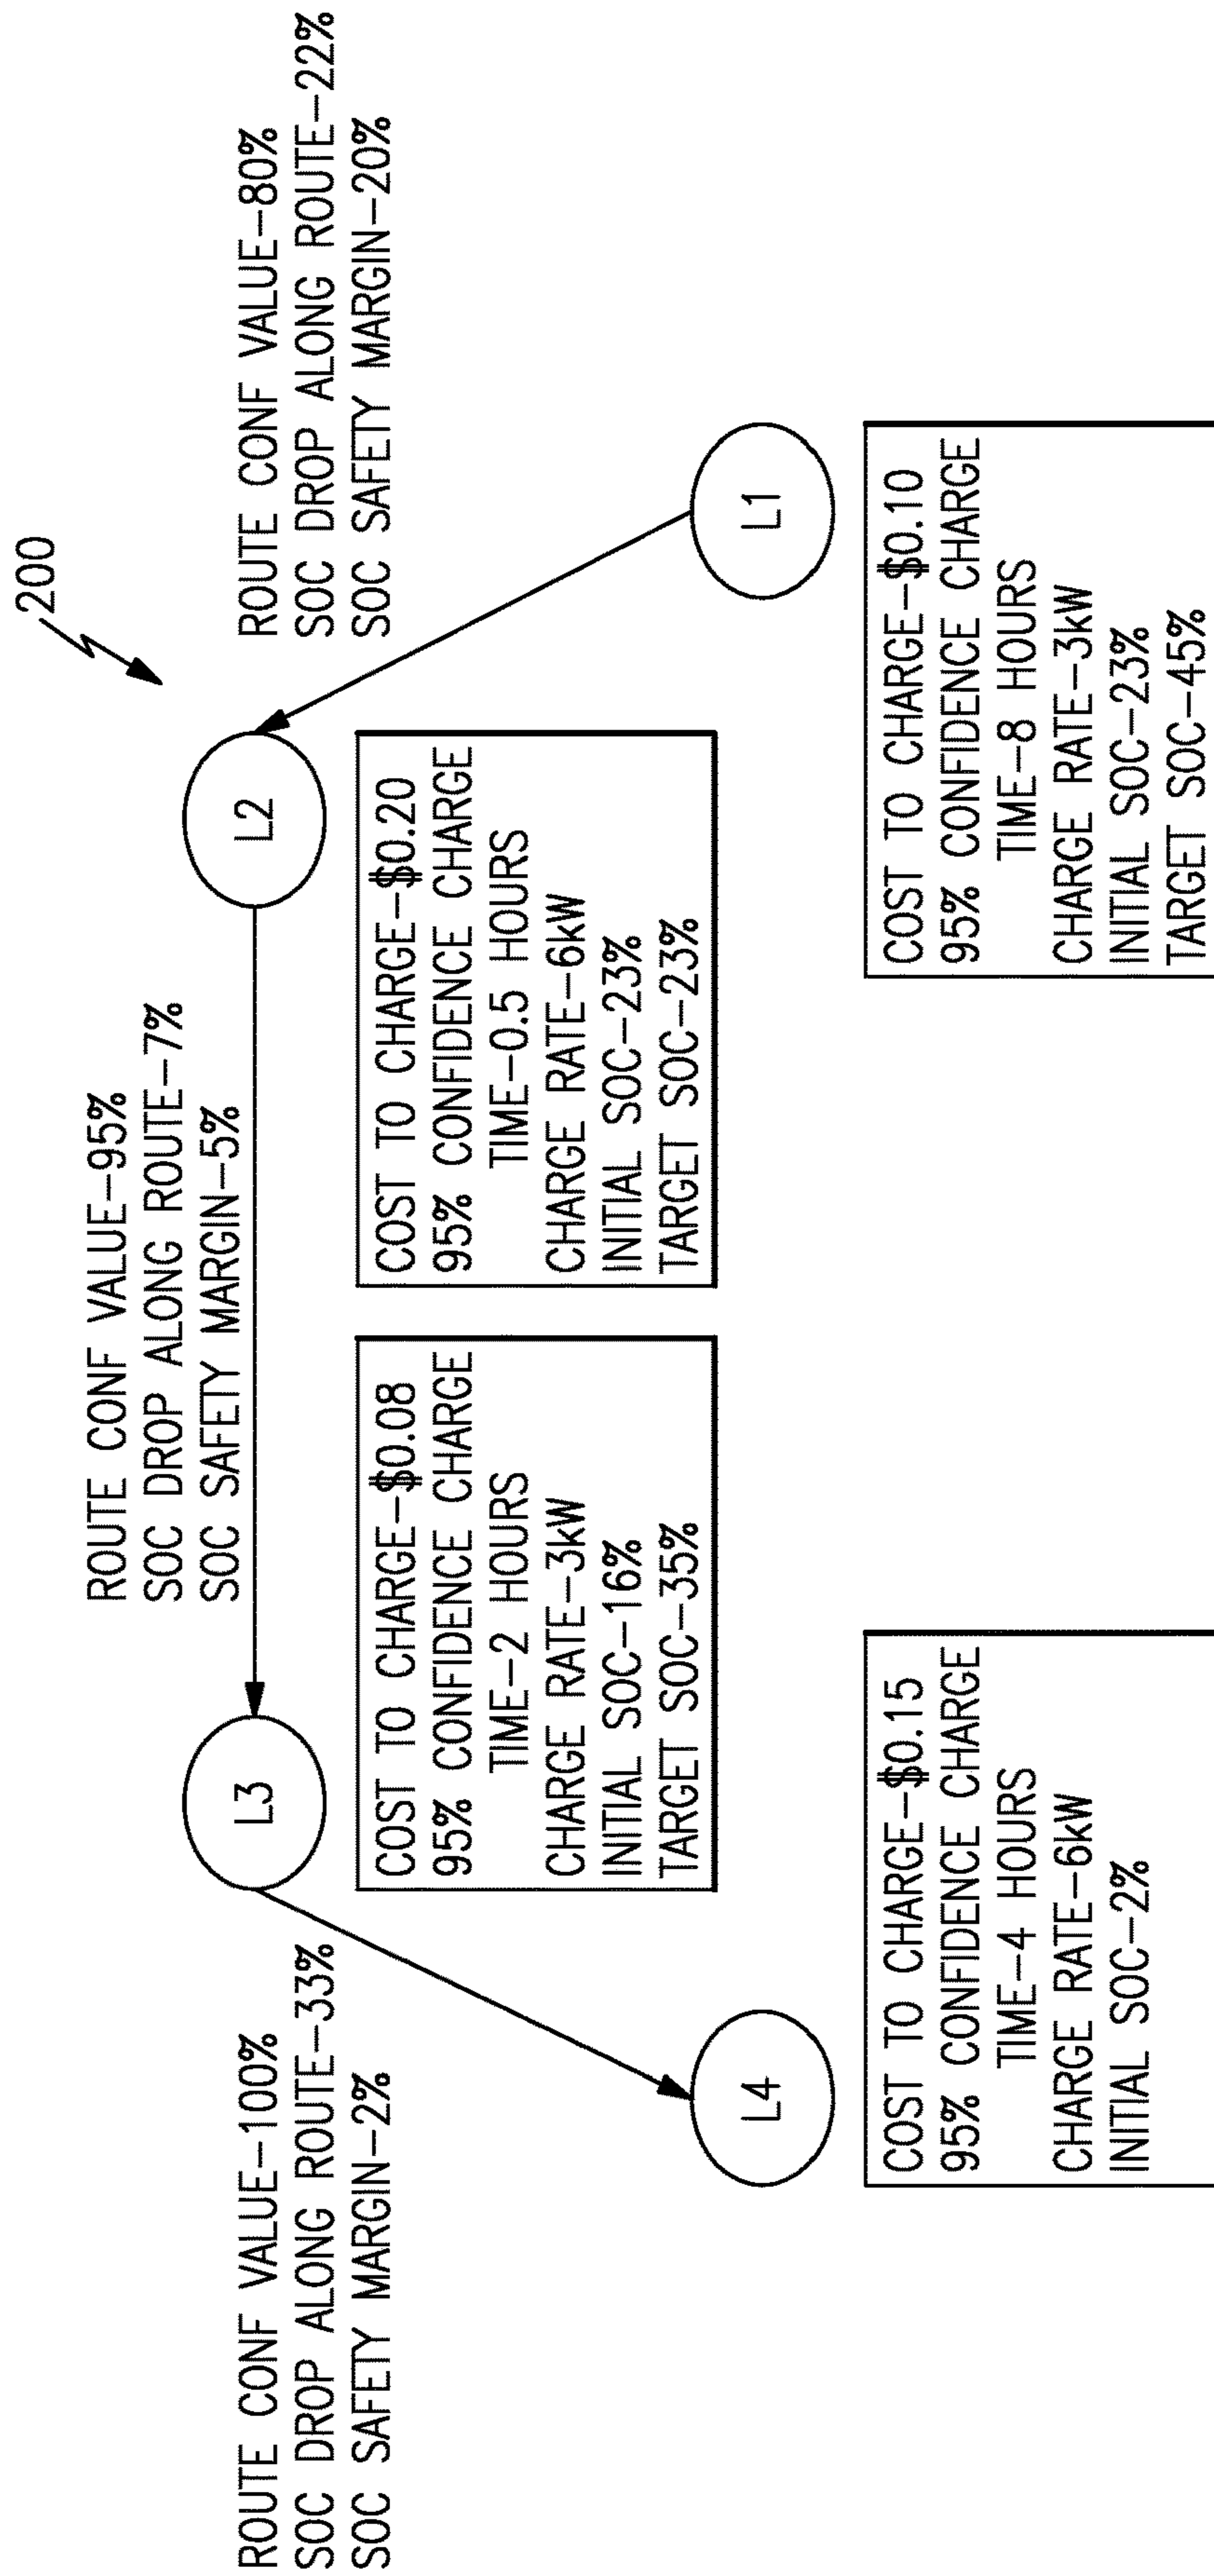 200
ROUTE CONF VALUE-100%
SOC DROP ALONG ROUTE-33%
SOC SAFETY MARGIN-2%
ROUTE CONF VALUE-95%
SOC DROP ALONG ROUTE-7%
SOC SAFETY MARGIN-5%
ROUTE CONF VALUE-80%
SOC DROP ALONG ROUTE-22%
SOC SAFETY MARGIN-20%
L3
L2
COST TO CHARGE-$0.08
95% CONFIDENCE CHARGE
TIME-2 HOURS
CHARGE RATE-3kW
INITIAL SOC-16%
TARGET SOC-35%
COST TO CHARGE-$0.20
95% CONFIDENCE CHARGE
TIME-0.5 HOURS
CHARGE RATE-6kW
INITIAL SOC-23%
TARGET SOC-23%
L4
L1
COST TO CHARGE-$0.15
95% CONFIDENCE CHARGE
TIME-4 HOURS
CHARGE RATE-6kW
INITIAL SOC-2%
COST TO CHARGE-$0.10
95% CONFIDENCE CHARGE
TIME-8 HOURS
CHARGE RATE-3kW
INITIAL SOC-23%
TARGET SOC-45%